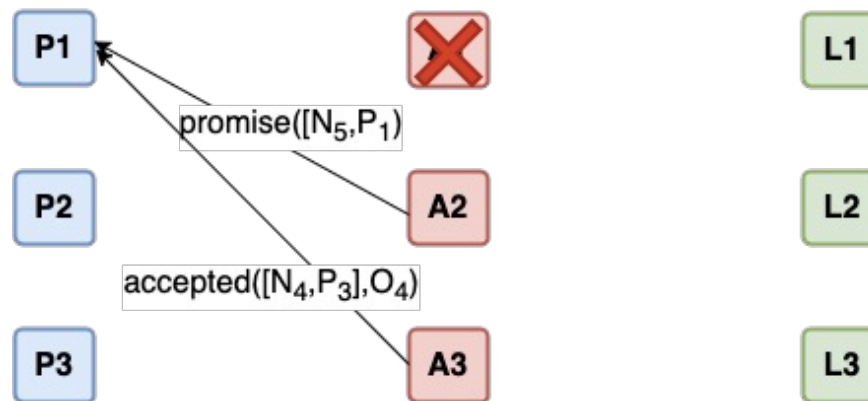 P1
L1
promise([N5,P1)
P2
A2
L2
accepted([N4,P3],O4)
P3
A3
L3